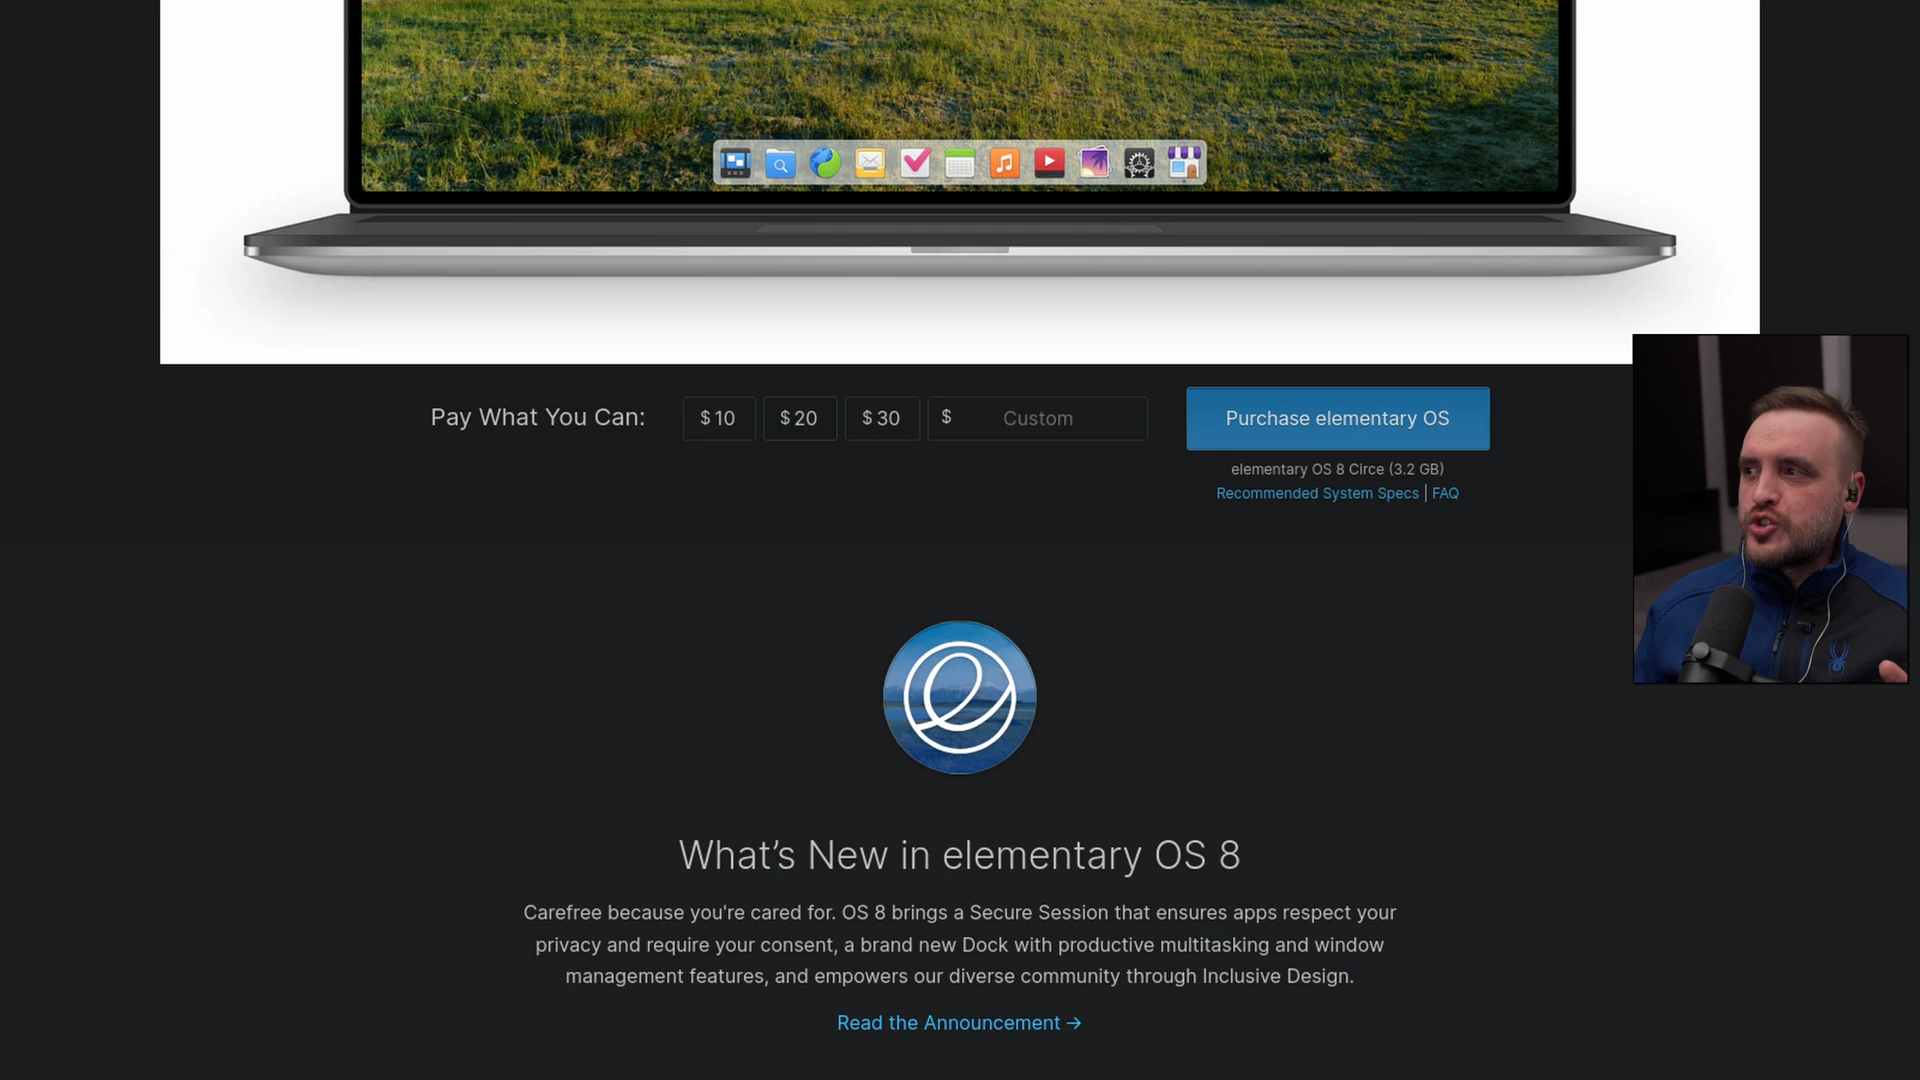 Pay What You Can: $ 10 $ 20 $ 30 $ Custom Purchase elementary OS
elementary OS 8 Circe (3.2 GB)
Recommended System Specs | FAQ
What’s New in elementary OS 8
Carefree because you're cared for. OS 8 brings a Secure Session that ensures apps respect your
privacy and require your consent, a brand new Dock with productive multitasking and window
management features, and empowers our diverse community through Inclusive Design.
Read the Announcement →